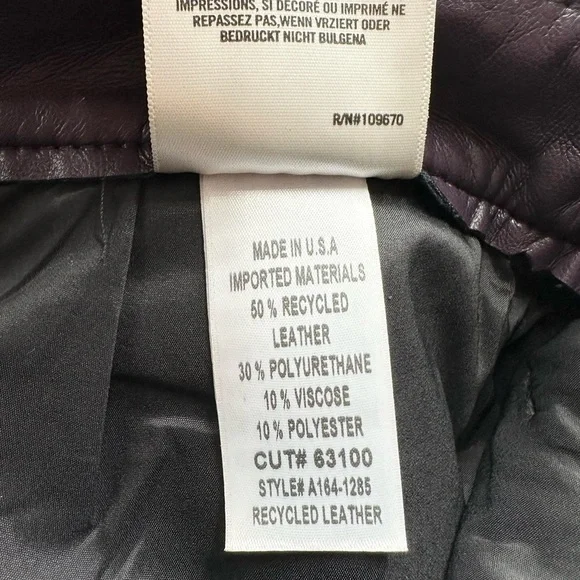 IMPRESSIONS, SI DECORÉ OU IMPRIMÉ NE
REPASSEZ PAS,WENN VRZIERT ODER
BEDRUCKT NICHT BULGENA
R/N#109670
MADE IN U.S.A
IMPORTED MATERIALS
50 % RECYCLED
LEATHER
30 % POLYURETHANE
10 % VISCOSE
10 % POLYESTER
CUT# 63100
STYLE# A164-1285
RECYCLED LEATHER